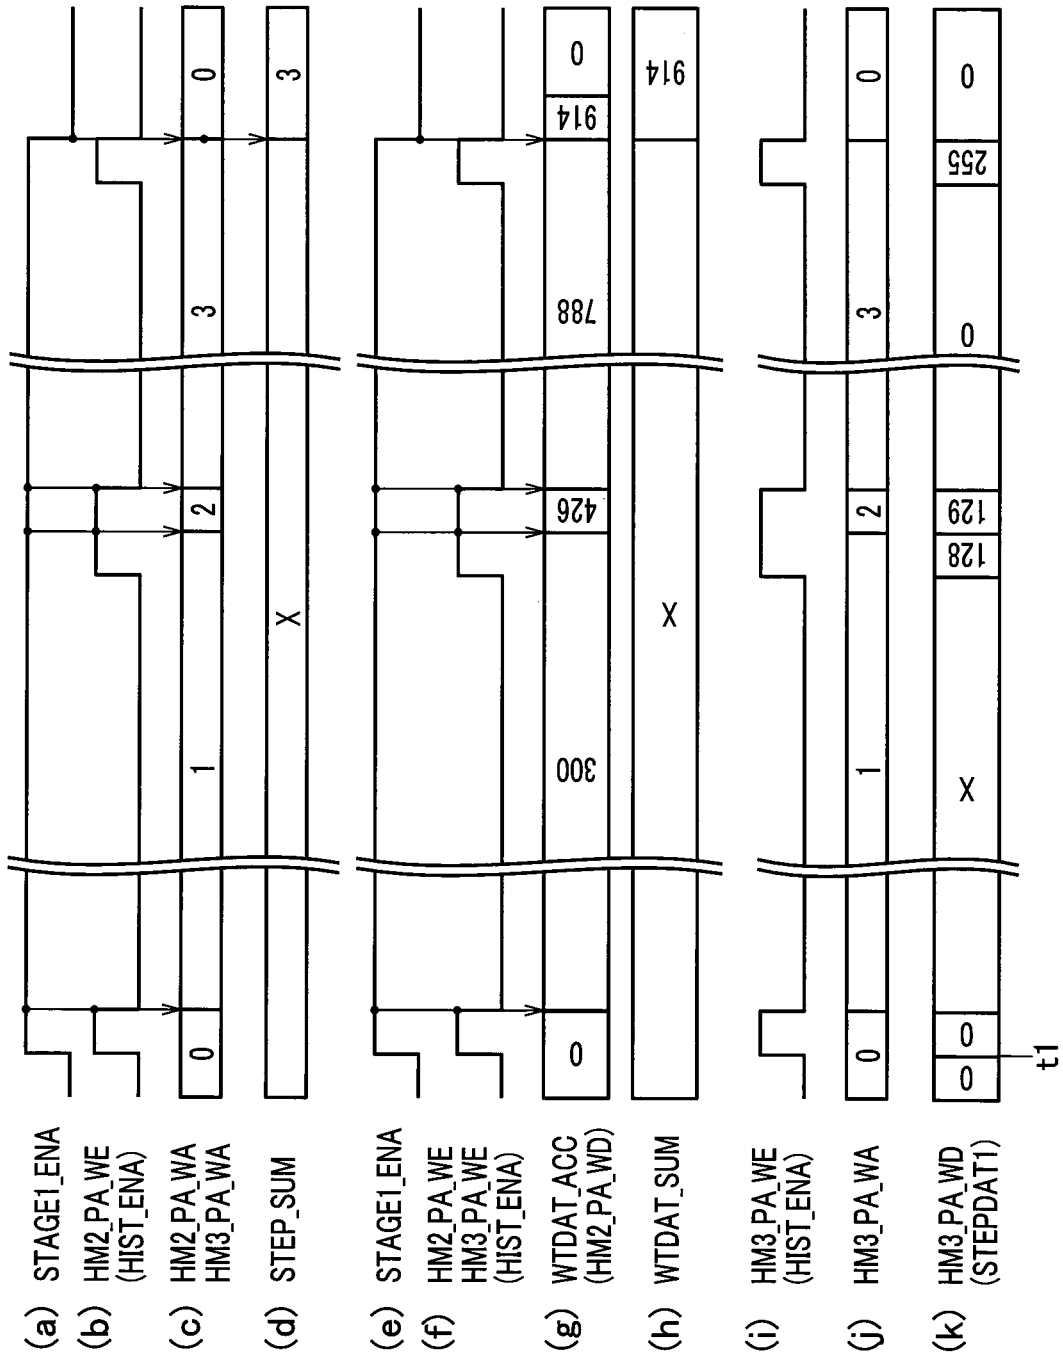 (a) STAGE1_ENA
(b) HM2_PA_WE
(HIST_ENA)
(c) HM2_PA_WA 0 1 2 3 0
HM3_PA_WA
(d) STEP_SUM X 3
(e) STAGE1_ENA
(f) HM2_PA_WE
HM3_PA_WE
(HIST_ENA)
(g) WTDAT_ACC 0 300 426 788 914 0
(HM2_PA_WD)
(h) WTDAT_SUM X 914
(i) HM3_PA_WE
(HIST_ENA)
(j) HM3_PA_WA 0 1 2 3 0
(k) HM3_PA_WD 0 0 X 128 129 0 255 0
(STEPDAT1)
t1